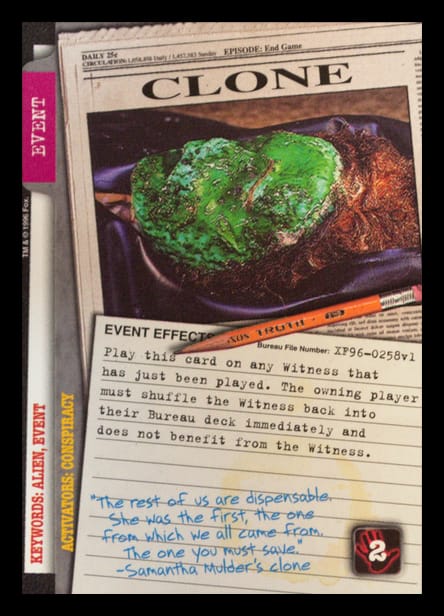 DAILY 25¢
EPISODE: End Game
CLONE
EVENT
TM & © 1996 Fox.
TRUTH
EVENT EFFECTS
Bureau File Number: XF96-0258v1
Play this card on any Witness that
has just been played. The owning player
must shuffle the Witness back into
their Bureau deck immediately and
does not benefit from the Witness.
"The rest of us are dispensable.
She was the first, the one
from which we all came from.
The one you must save."
-Samantha Mulder's clone
2
KEYWORDS: ALIEN, EVENT
ACTIVATORS: CONSPIRACY